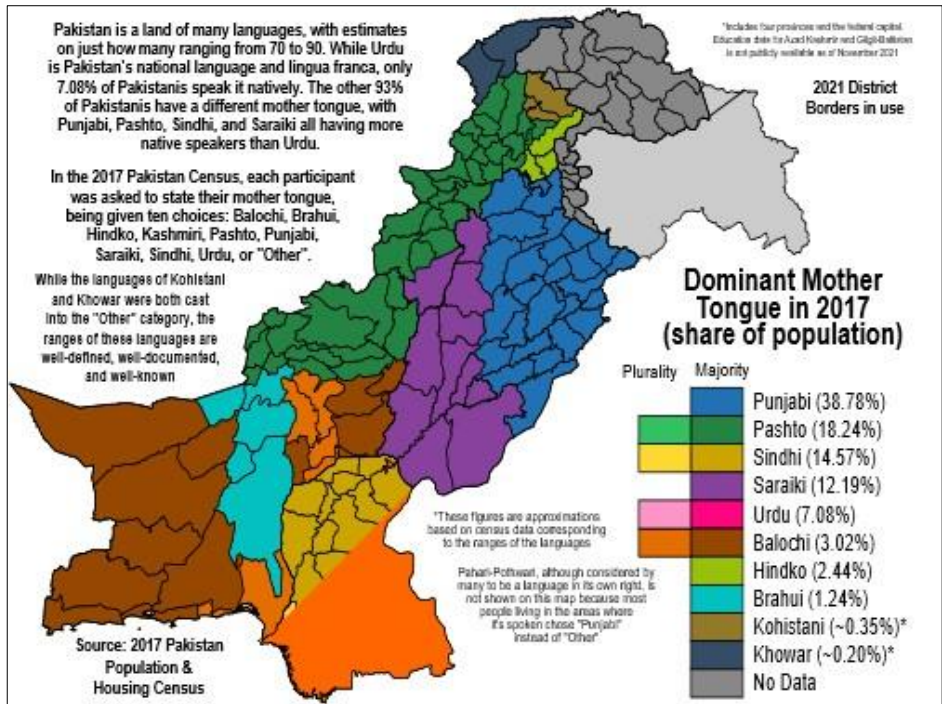 Pakistan is a land of many languages, with estimates
on just how many ranging from 70 to 90. While Urdu
is Pakistan's national language and lingua franca, only
7.08% of Pakistanis speak it natively. The other 93%
of Pakistanis have a different mother tongue, with
Punjabi, Pashto, Sindhi, and Saraiki all having more
native speakers than Urdu.
In the 2017 Pakistan Census, each participant
was asked to state their mother tongue,
being given ten choices: Balochi, Brahui,
Hindko, Kashmiri, Pashto, Punjabi,
Saraiki, Sindhi, Urdu, or "Other".
While the languages of Kohistani
and Khowar were both cast
into the "Other" category, the
ranges of these languages are
well-defined, well-documented,
and well-known
*Includes four provinces and the federal capital.
Education data for Azad Kashmir and Gilgit-Baltistan
is not publicly available as of November 2021
2021 District
Borders in use
Dominant Mother
Tongue in 2017
(share of population)
Plurality Majority
Punjabi (38.78%)
Pashto (18.24%)
Sindhi (14.57%)
Saraiki (12.19%)
Urdu (7.08%)
Balochi (3.02%)
Hindko (2.44%)
Brahui (1.24%)
Kohistani (~0.35%)*
Khowar (~0.20%)*
No Data
*These figures are approximations
based on census data corresponding
to the ranges of the languages
Pahari-Pothwari, although considered by
many to be a language in its own right, is
not shown on this map because most
people living in the areas where
it's spoken chose "Punjabi"
instead of "Other"
Source: 2017 Pakistan
Population &
Housing Census